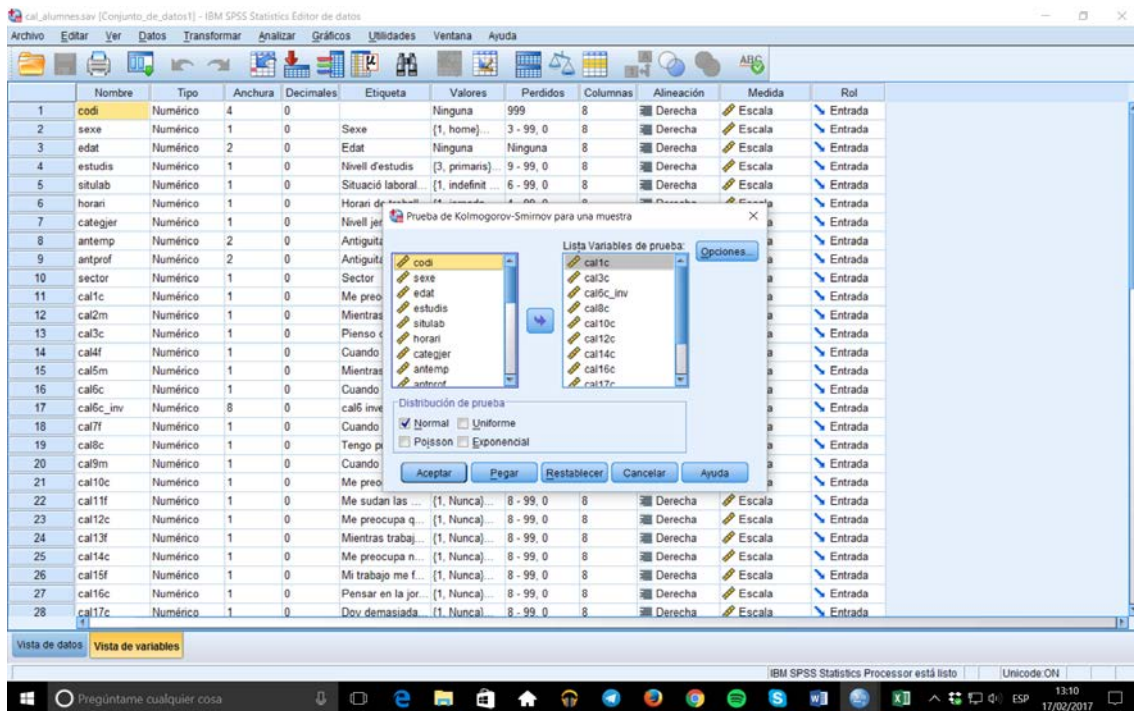 cal_alumnes.sav [Conjunto_de_datos1] - IBM SPSS Statistics Editor de datos
Archivo Editar Ver Datos Transformar Analizar Gráficos Utilidades Ventana Ayuda
Nombre Tipo Anchura Decimales Etiqueta Valores Perdidos Columnas Alineación Medida Rol
1 codi Numérico 4 0 Ninguna 999 8 Derecha Escala Entrada
2 sexe Numérico 1 0 Sexe {1, home}... 3 - 99, 0 8 Derecha Escala Entrada
3 edat Numérico 2 0 Edat Ninguna Ninguna 8 Derecha Escala Entrada
4 estudis Numérico 1 0 Nivell d'estudis {3, primaris}... 9 - 99, 0 8 Derecha Escala Entrada
5 situlab Numérico 1 0 Situació laboral... {1, indefinit ... 6 - 99, 0 8 Derecha Escala Entrada
6 horari Numérico 1 0 Horari de Entrada
7 categjer Numérico 1 0 Nivell jer Entrada
8 antemp Numérico 2 0 Antiguita Entrada
9 antprof Numérico 2 0 Antiguita Entrada
10 sector Numérico 1 0 Sector Entrada
11 cal1c Numérico 1 0 Me preo Entrada
12 cal2m Numérico 1 0 Mientras Entrada
13 cal3c Numérico 1 0 Pienso Entrada
14 cal4f Numérico 1 0 Cuando Entrada
15 cal5m Numérico 1 0 Mientras Entrada
16 cal6c Numérico 1 0 Cuando Entrada
17 cal6c_inv Numérico 8 0 cal6 inve Entrada
18 cal7f Numérico 1 0 Cuando Entrada
19 cal8c Numérico 1 0 Tengo Entrada
20 cal9m Numérico 1 0 Cuando Entrada
21 cal10c Numérico 1 0 Me preo Entrada
22 cal11f Numérico 1 0 Me sudan las ... {1, Nunca}... 8 - 99, 0 8 Derecha Escala Entrada
23 cal12c Numérico 1 0 Me preocupa q... {1, Nunca}... 8 - 99, 0 8 Derecha Escala Entrada
24 cal13f Numérico 1 0 Mientras trabaj... {1, Nunca}... 8 - 99, 0 8 Derecha Escala Entrada
25 cal14c Numérico 1 0 Me preocupa n... {1, Nunca}... 8 - 99, 0 8 Derecha Escala Entrada
26 cal15f Numérico 1 0 Mi trabajo me f... {1, Nunca}... 8 - 99, 0 8 Derecha Escala Entrada
27 cal16c Numérico 1 0 Pensar en la jor... {1, Nunca}... 8 - 99, 0 8 Derecha Escala Entrada
28 cal17c Numérico 1 0 Doy demasiada... {1, Nunca}... 8 - 99, 0 8 Derecha Escala Entrada
Prueba de Kolmogorov-Smirnov para una muestra
Lista Variables de prueba:
Opciones...
codi
sexe
edat
estudis
situlab
horari
categjer
antemp
antprof
cal1c
cal3c
cal6c_inv
cal8c
cal10c
cal12c
cal14c
cal16c
cal17c
Distribución de prueba
Normal Uniforme
Poisson Exponencial
Aceptar Pegar Restablecer Cancelar Ayuda
Vista de datos Vista de variables
IBM SPSS Statistics Processor está listo Unicode:ON
Pregúntame cualquier cosa
ESP
13:10
17/02/2017